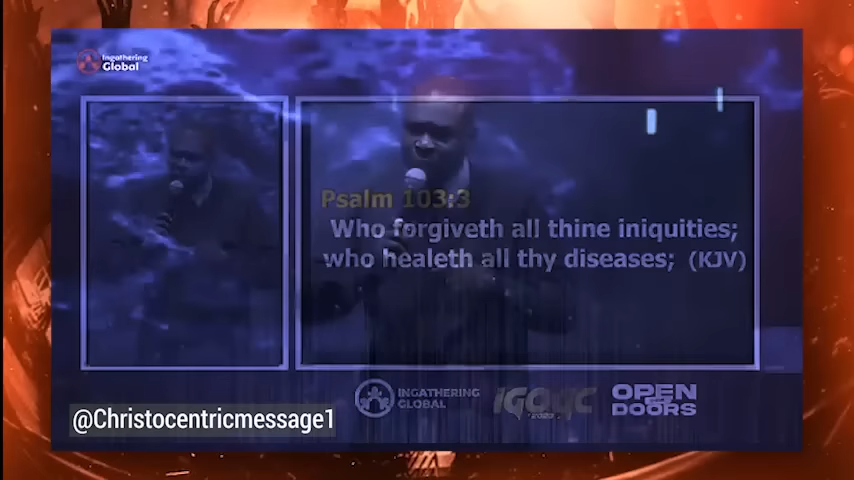 Ingathering
Global
Psalm 103:3
Who forgiveth all thine iniquities;
who healeth all thy diseases; (KJV)
INGATHERING
GLOBAL
OPEN
DOORS
@Christocentricmessage1